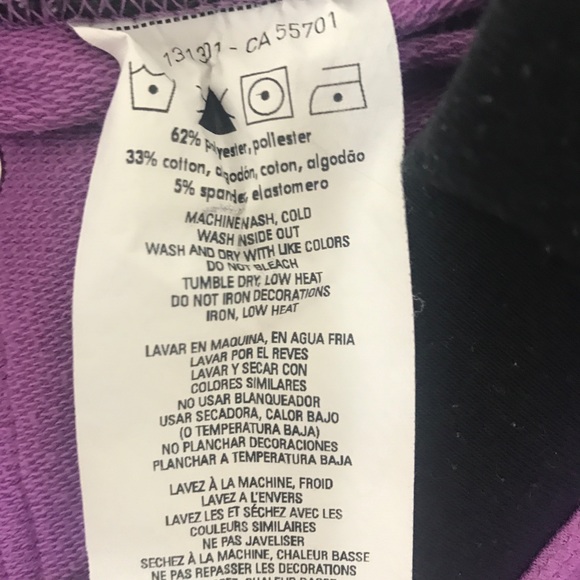 131371 - CA 55701
62% polyester, pollester
33% cotton, algodón, coton, algodão
5% spandex, elastomero
MACHINE WASH, COLD
WASH INSIDE OUT
WASH AND DRY WITH LIKE COLORS
DO NOT BLEACH
TUMBLE DRY, LOW HEAT
DO NOT IRON DECORATIONS
IRON, LOW HEAT
LAVAR EN MAQUINA, EN AGUA FRIA
LAVAR POR EL REVES
LAVAR Y SECAR CON
COLORES SIMILARES
NO USAR BLANQUEADOR
USAR SECADORA, CALOR BAJO
(O TEMPERATURA BAJA)
NO PLANCHAR DECORACIONES
PLANCHAR A TEMPERATURA BAJA
LAVEZ À LA MACHINE, FROID
LAVEZ A L'ENVERS
LAVEZ LES ET SÉCHEZ AVEC LES
COULEURS SIMILAIRES
NE PAS JAVELISER
SECHEZ À LA MACHINE, CHALEUR BASSE
NE PAS REPASSER LES DECORATIONS